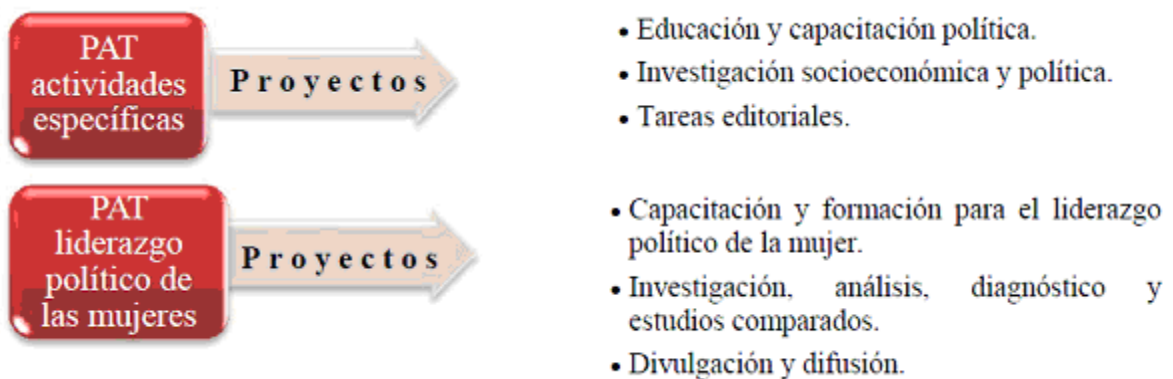 PAT
actividades
específicas
Proyectos
• Educación y capacitación política.
• Investigación socioeconómica y política.
• Tareas editoriales.
PAT
liderazgo
político de
las mujeres
Proyectos
• Capacitación y formación para el liderazgo
político de la mujer.
• Investigación, análisis, diagnóstico y
estudios comparados.
• Divulgación y difusión.